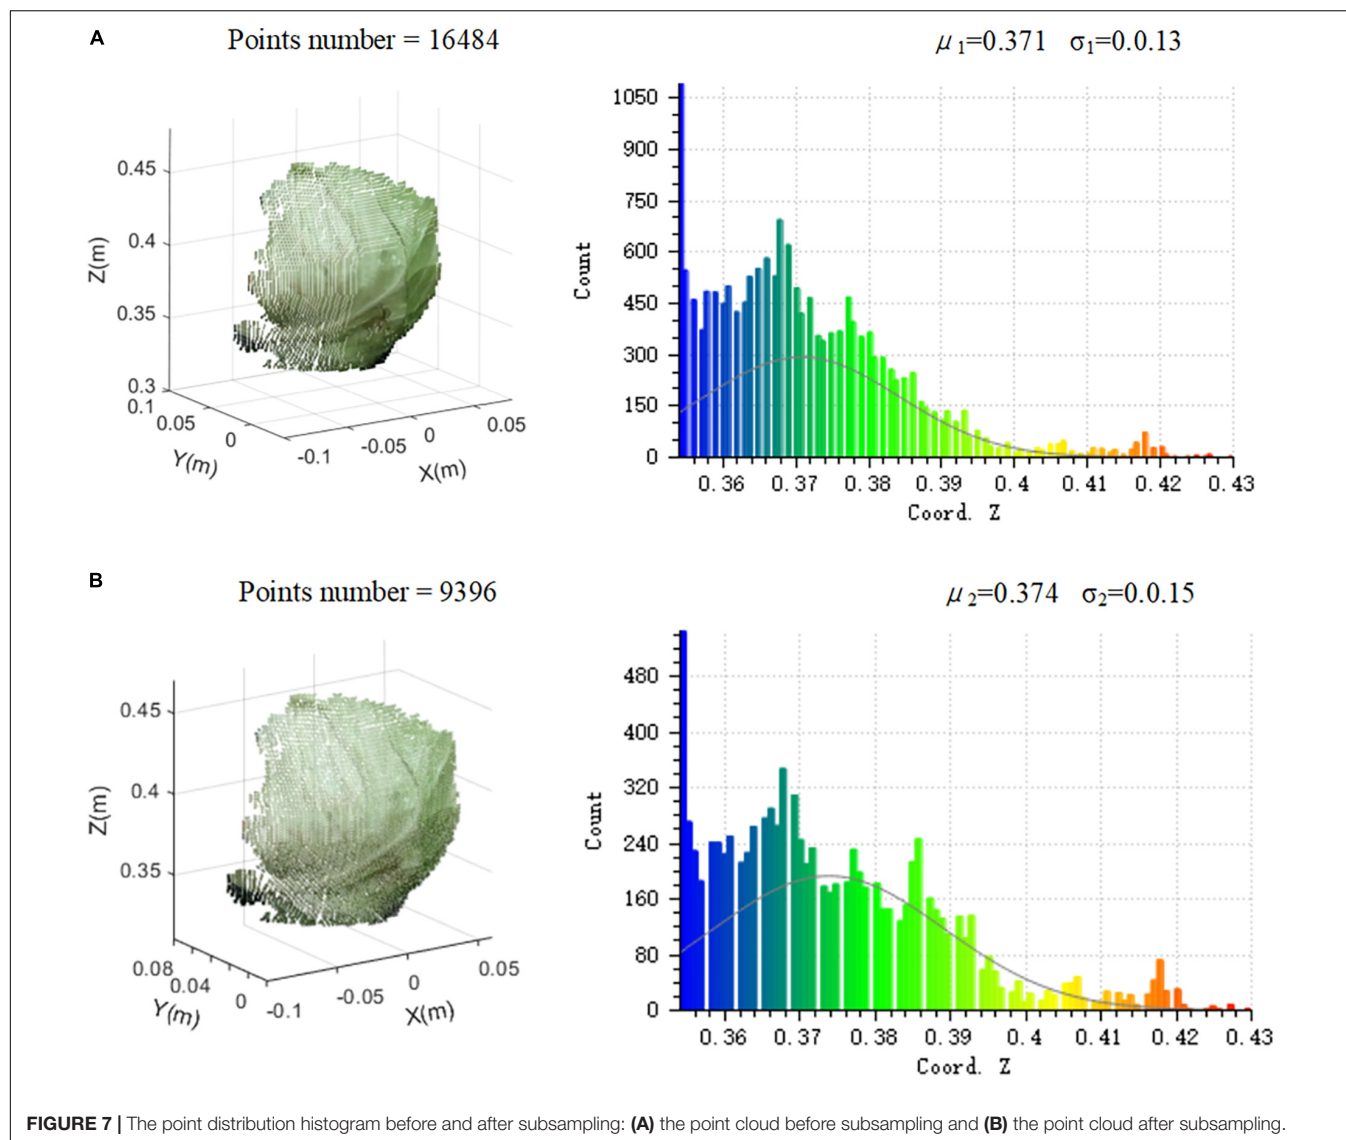 A
Points number = 16484
μ1=0.371 σ1=0.0.13
0.45
0.4
0.35
0.3
Z(m)
0.1
0.05
0
Y(m)
-0.1
-0.05
0
0.05
X(m)
1050
900
750
600
450
300
150
0
Count
0.36 0.37 0.38 0.39 0.4 0.41 0.42 0.43
Coord. Z
B
Points number = 9396
μ2=0.374 σ2=0.0.15
0.45
0.4
0.35
Z(m)
0.08
0.04
0
Y(m)
-0.1
-0.05
0
0.05
X(m)
480
400
320
240
160
80
0
Count
0.36 0.37 0.38 0.39 0.4 0.41 0.42 0.43
Coord. Z
FIGURE 7 | The point distribution histogram before and after subsampling: (A) the point cloud before subsampling and (B) the point cloud after subsampling.